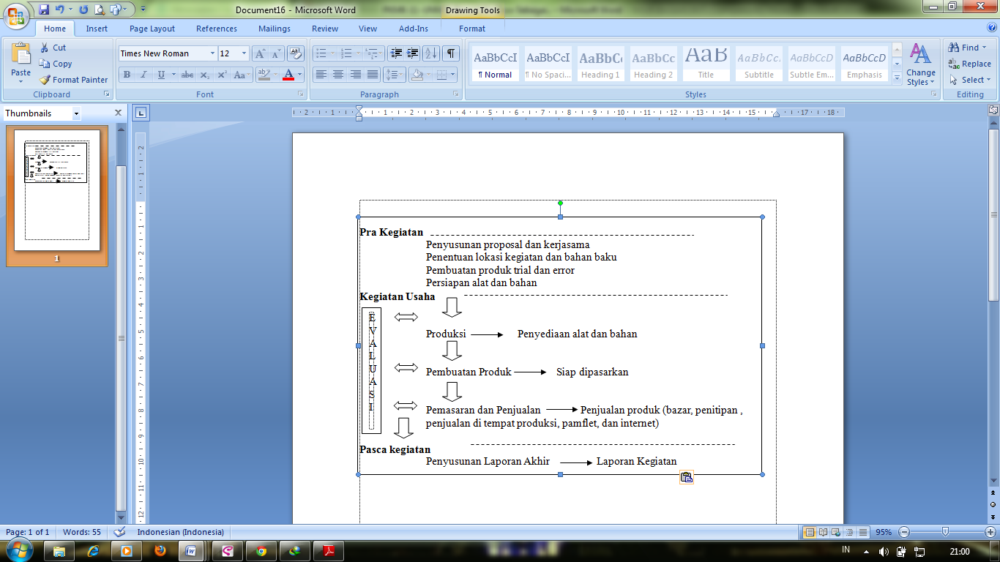 Document16 - Microsoft Word
Drawing Tools
Home Insert Page Layout References Mailings Review View Add-Ins Format
Paste
Cut
Copy
Format Painter
Clipboard
Times New Roman 12
Font
Paragraph
AaBbCcI AaBbCcI AaBbCc AaBbCc AaB AaBbCc. AaBbCcD AaBbCcD
¶ Normal ¶ No Spaci... Heading 1 Heading 2 Title Subtitle Subtle Em... Emphasis
Change Styles
Styles
Find
Replace
Select
Editing
Thumbnails
1
Pra Kegiatan
Penyusunan proposal dan kerjasama
Penentuan lokasi kegiatan dan bahan baku
Pembuatan produk trial dan error
Persiapan alat dan bahan
Kegiatan Usaha
EVALUASI
Produksi Penyediaan alat dan bahan
Pembuatan Produk Siap dipasarkan
Pemasaran dan Penjualan Penjualan produk (bazar, penitipan ,
penjualan di tempat produksi, pamflet, dan internet)
Pasca kegiatan
Penyusunan Laporan Akhir Laporan Kegiatan
Page: 1 of 1 Words: 55 Indonesian (Indonesia) 95%
IN 21:00